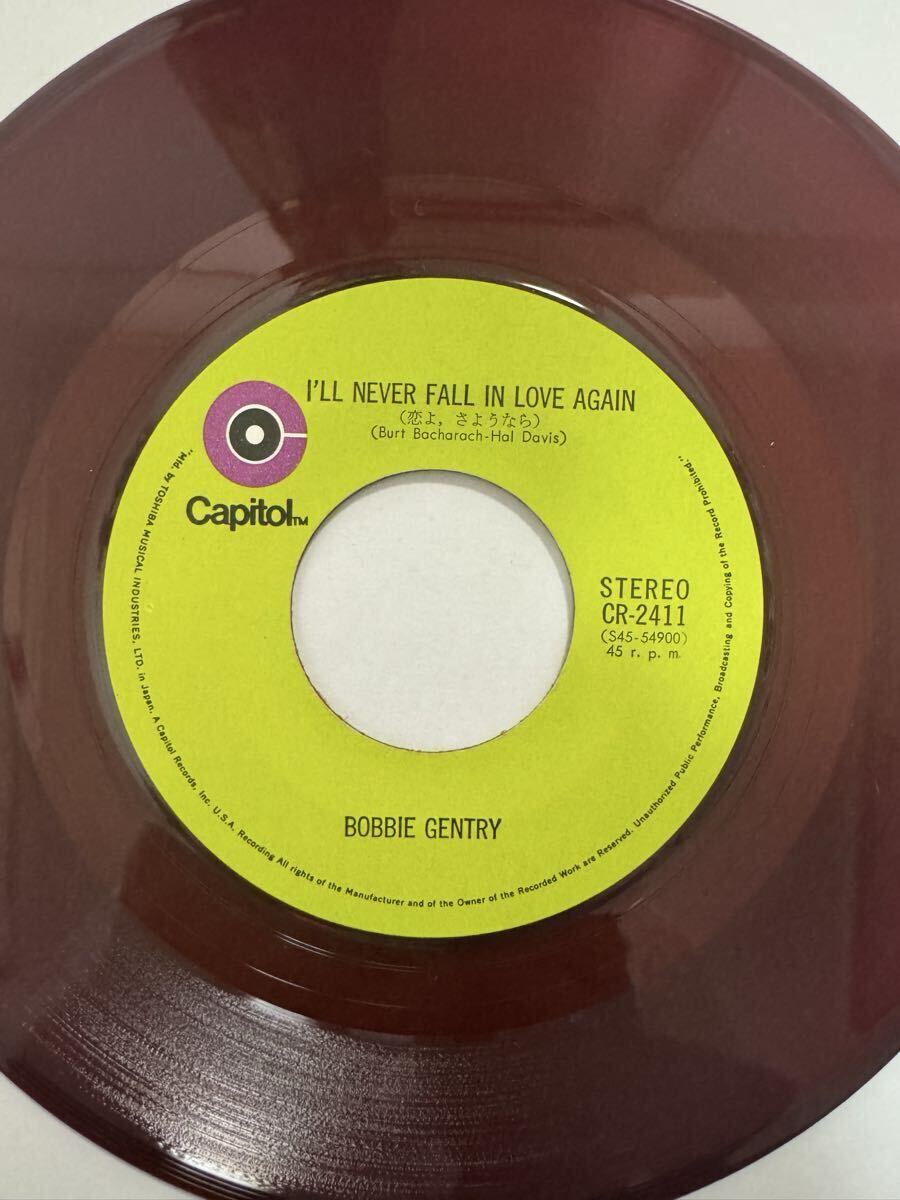 I'LL NEVER FALL IN LOVE AGAIN
(恋よ，さようなら)
(Burt Bacharach-Hal Davis)
Capitol TM
STEREO
CR-2411
(S45-54900)
45 r. p. m.
BOBBIE GENTRY
"Mfd. by TOSHIBA MUSICAL INDUSTRIES, LTD. in Japan, A Capitol Records, Inc. U.S.A. Recording All rights of the Manufacturer and of the Owner of the Recorded Work are Reserved. Unauthorized Public Performance, Broadcasting and Copying of the Record Prohibited."